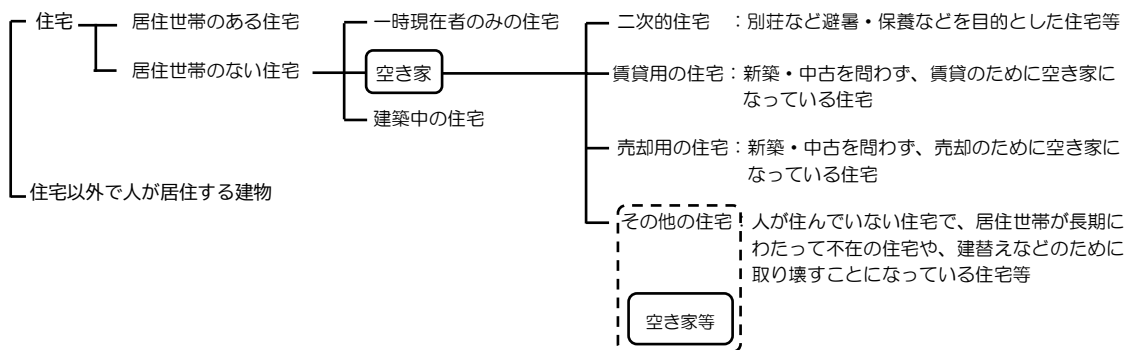 住宅
居住世帯のある住宅
居住世帯のない住宅
一時現在者のみの住宅
空き家
建築中の住宅
二次的住宅 ：別荘など避暑・保養などを目的とした住宅等
賃貸用の住宅：新築・中古を問わず、賃貸のために空き家に
なっている住宅
売却用の住宅：新築・中古を問わず、売却のために空き家に
なっている住宅
その他の住宅：人が住んでいない住宅で、居住世帯が長期に
わたって不在の住宅や、建替えなどのために
取り壊すことになっている住宅等
空き家等
住宅以外で人が居住する建物